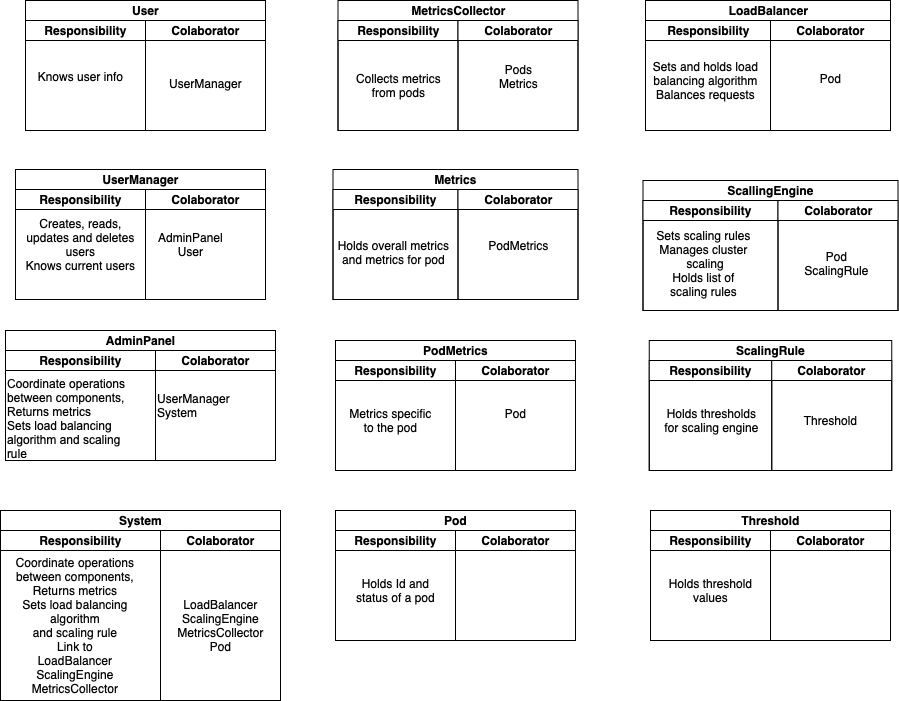 User
Responsibility
Colaborator
Knows user info
UserManager
MetricsCollector
Responsibility
Colaborator
Collects metrics
from pods
Pods
Metrics
LoadBalancer
Responsibility
Colaborator
Sets and holds load
balancing algorithm
Balances requests
Pod
UserManager
Responsibility
Colaborator
Creates, reads,
updates and deletes
users
Knows current users
AdminPanel
User
Metrics
Responsibility
Colaborator
Holds overall metrics
and metrics for pod
PodMetrics
ScallingEngine
Responsibility
Colaborator
Sets scaling rules
Manages cluster
scaling
Holds list of
scaling rules
Pod
ScalingRule
AdminPanel
Responsibility
Colaborator
Coordinate operations
between components,
Returns metrics
Sets load balancing
algorithm and scaling
rule
UserManager
System
PodMetrics
Responsibility
Colaborator
Metrics specific
to the pod
Pod
ScalingRule
Responsibility
Colaborator
Holds thresholds
for scaling engine
Threshold
System
Responsibility
Colaborator
Coordinate operations
between components,
Returns metrics
Sets load balancing
algorithm
and scaling rule
Link to
LoadBalancer
ScalingEngine
MetricsCollector
LoadBalancer
ScalingEngine
MetricsCollector
Pod
Pod
Responsibility
Colaborator
Holds Id and
status of a pod
Threshold
Responsibility
Colaborator
Holds threshold
values